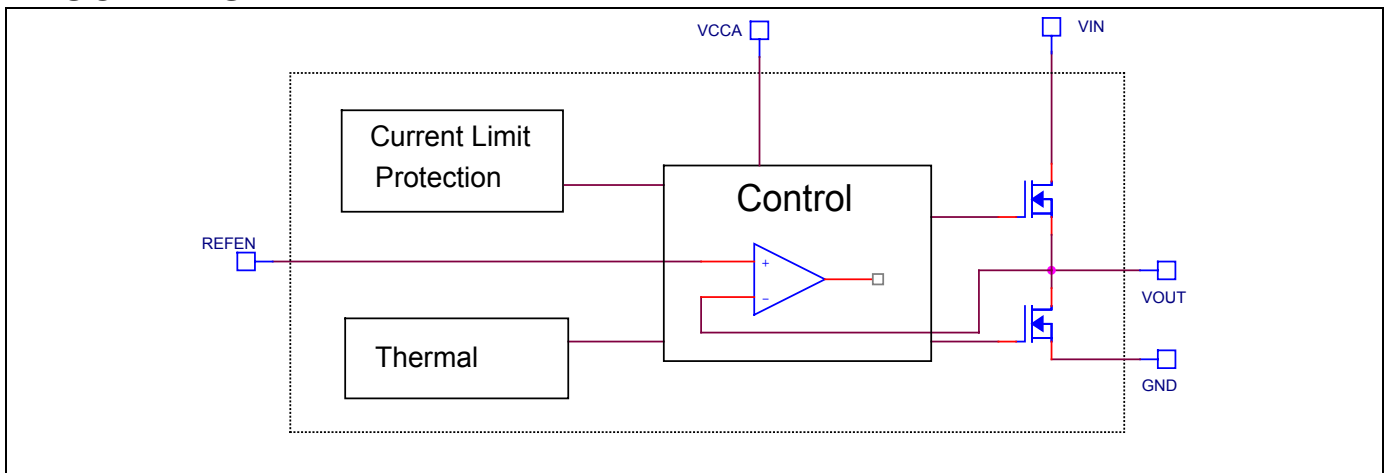 VCCA
VIN
Current Limit
Protection
Control
REFEN
+
−
VOUT
Thermal
GND